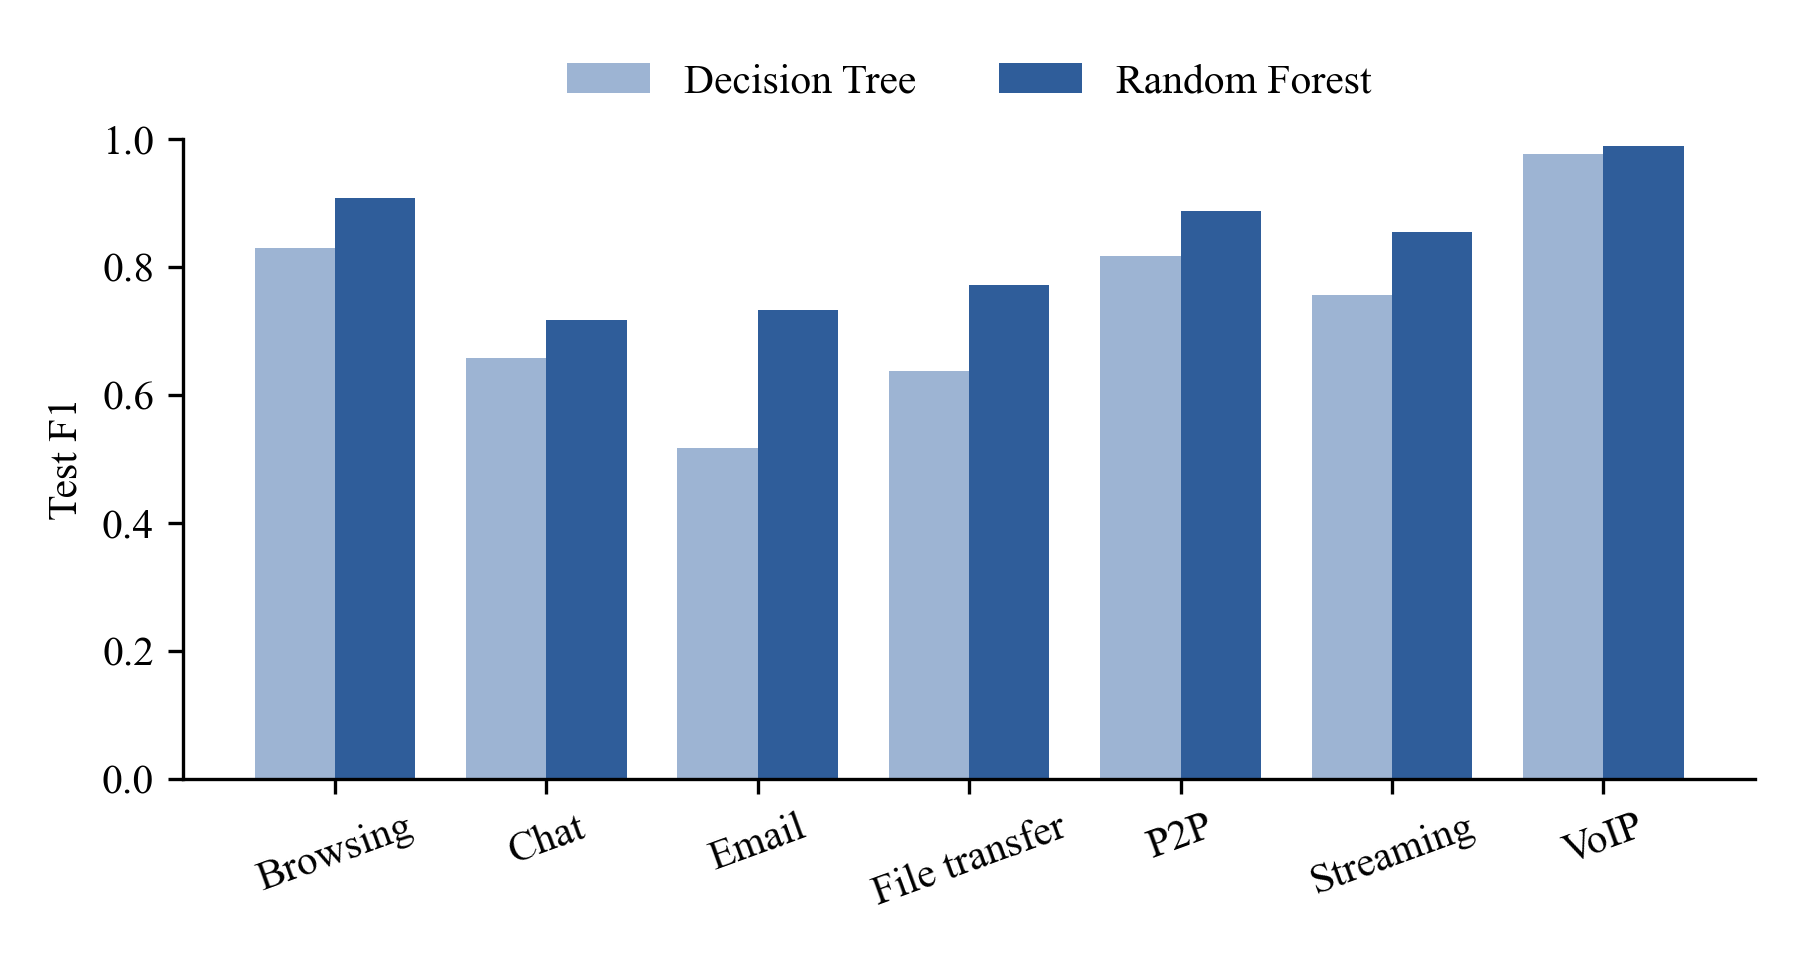 Decision Tree
Random Forest
1.0
0.8
0.6
0.4
0.2
0.0
Test F1
Browsing
Chat
Email
File transfer
P2P
Streaming
VoIP